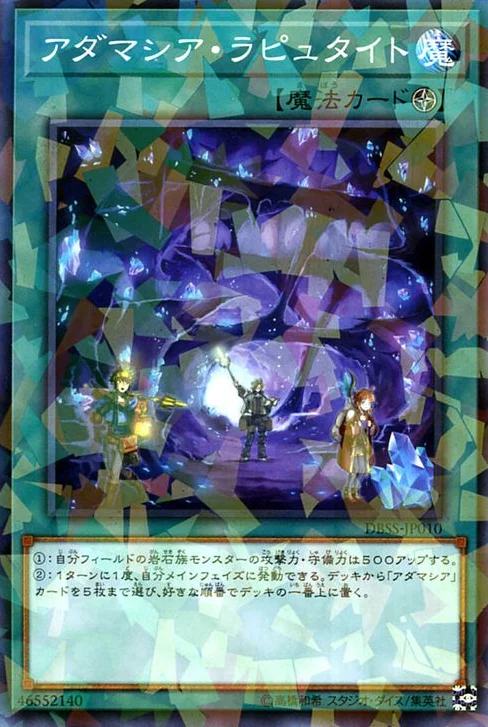 アダマシア・ラピュタイト 魔
【魔法カード】
DBSS-JP010
①：自分フィールドの岩石族モンスターの攻撃力・守備力は500アップする。
②：1ターンに1度、自分メインフェイズに発動できる。デッキから「アダマシア」
カードを5枚まで選び、好きな順番でデッキの一番上に置く。
46552140
©高橋和希 スタジオ・ダイス/集英社